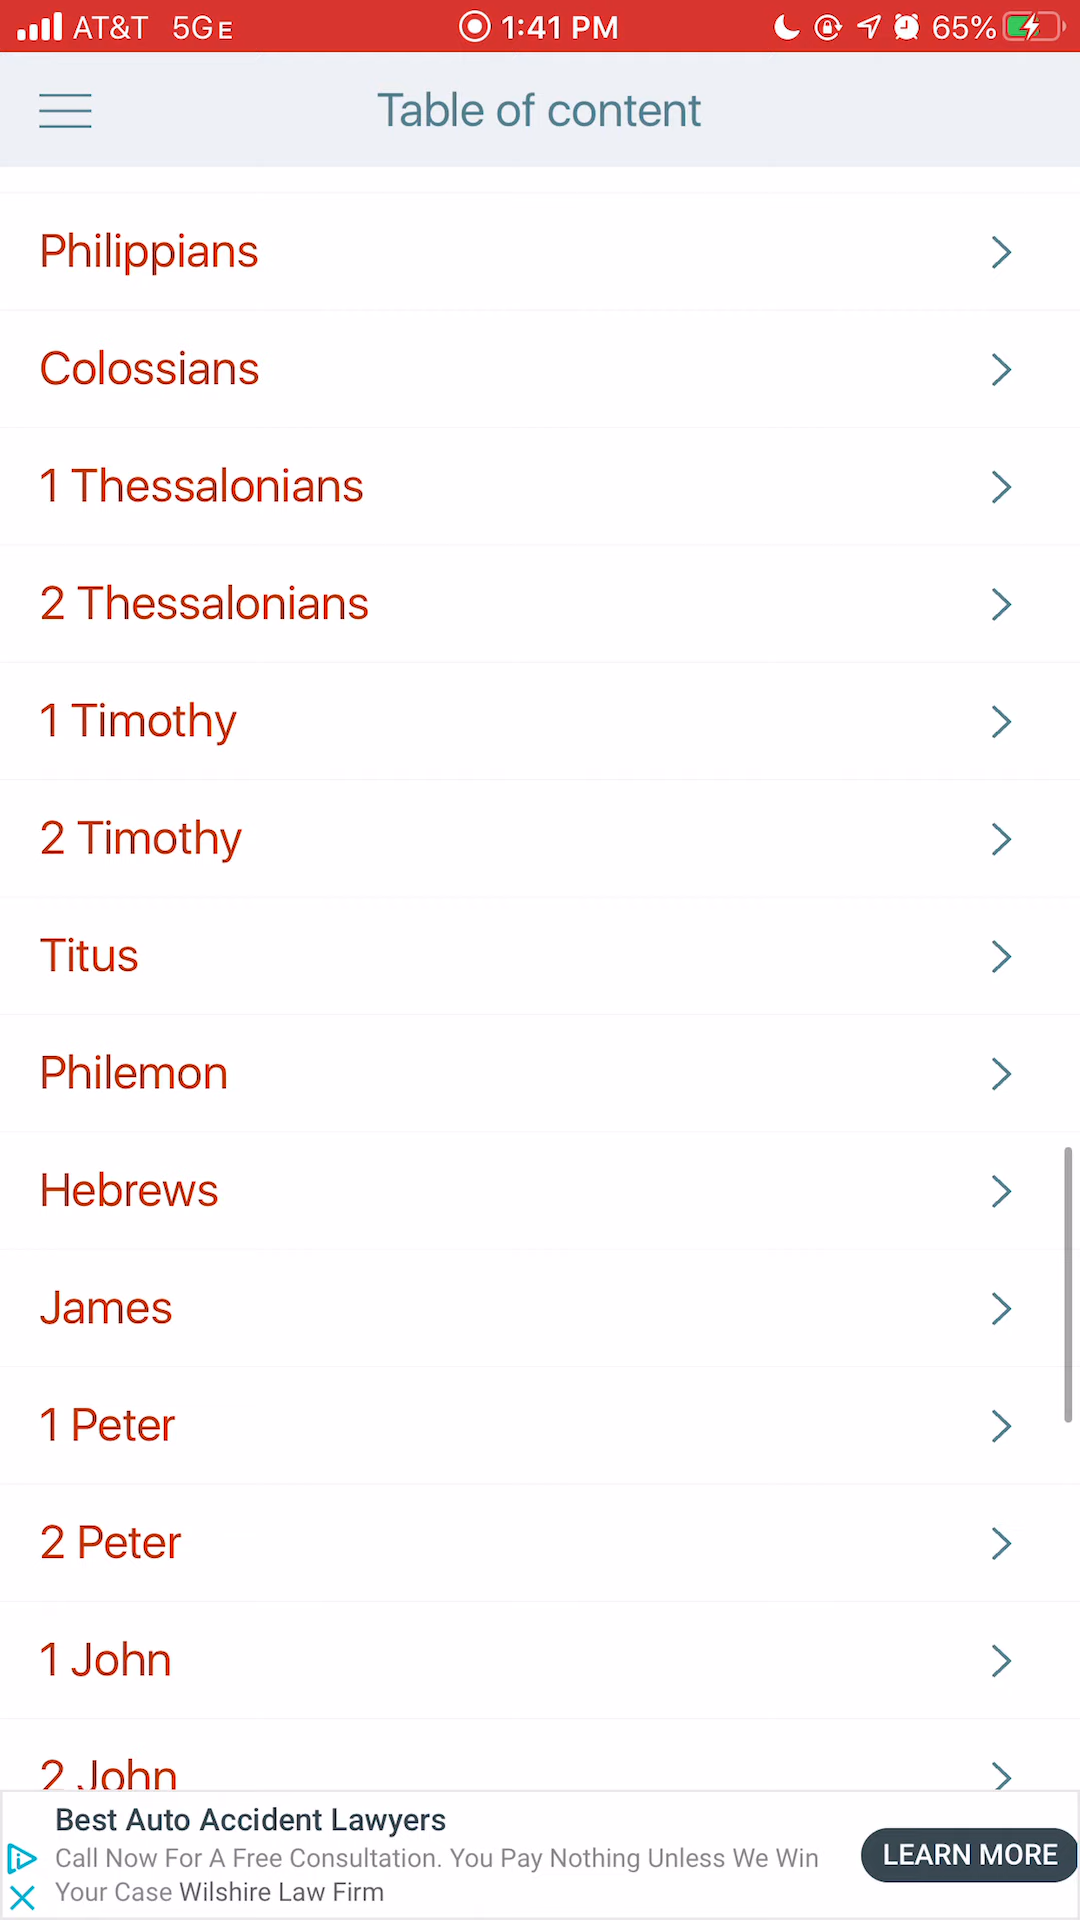 AT&T 5GE 1:41 PM 65%
Table of content
Philippians
Colossians
1 Thessalonians
2 Thessalonians
1 Timothy
2 Timothy
Titus
Philemon
Hebrews
James
1 Peter
2 Peter
1 John
2 John
Best Auto Accident Lawyers
Call Now For A Free Consultation. You Pay Nothing Unless We Win
Your Case Wilshire Law Firm
LEARN MORE